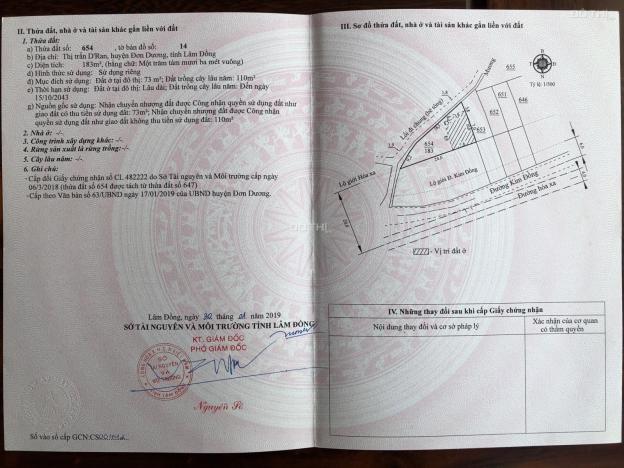 II. Thửa đất, nhà ở và tài sản khác gắn liền với đất
1. Thửa đất:
a) Thửa đất số: 654 , tờ bản đồ số: 14
b) Địa chỉ: Thị trấn D'Ran, huyện Đơn Dương, tỉnh Lâm Đồng
c) Diện tích: 183m², (bằng chữ: Một trăm tám mươi ba mét vuông)
d) Hình thức sử dụng: Sử dụng riêng
đ) Mục đích sử dụng: Đất ở tại đô thị: 73 m²; Đất trồng cây lâu năm: 110m²
e) Thời hạn sử dụng: Đất ở tại đô thị: Lâu dài; Đất trồng cây lâu năm: Đến ngày
15/10/2043
g) Nguồn gốc sử dụng: Nhận chuyển nhượng đất được Công nhận quyền sử dụng đất như
giao đất có thu tiền sử dụng đất: 73m²; Nhận chuyển nhượng đất được Công nhận
quyền sử dụng đất như giao đất không thu tiền sử dụng đất: 110m²
2. Nhà ở: -/-
3. Công trình xây dựng khác: -/-
4. Rừng sản xuất là rừng trồng: -/-
5. Cây lâu năm: -/-
6. Ghi chú:
-Cấp đổi Giấy chứng nhận số CL 482222 do Sở Tài nguyên và Môi trường cấp ngày
06/3/2018 (thửa đất số 654 được tách từ thửa đất số 647)
-Cấp theo Văn bản số 63/UBND ngày 17/01/2019 của UBND huyện Đơn Dương.
Lâm Đồng, ngày 30 tháng 01 năm 2019
SỞ TÀI NGUYÊN VÀ MÔI TRƯỜNG TỈNH LÂM ĐỒNG
KT. GIÁM ĐỐC
PHÓ GIÁM ĐỐC
SỞ
TÀI NGUYÊN
VÀ
MÔI TRƯỜNG
Số vào sổ cấp GCN:CS
III. Sơ đồ thửa đất, nhà ở và tài sản khác gắn liền với đất
Tỷ lệ: 1/500
Mương
Lối đi chung (bê tông)
655
651
646
652
653
654
183
Lộ giới Hỏa xa
Lộ giới Đ. Kim Đồng
Đường Kim Đồng
Đường hỏa xa
Vị trí đất ở
IV. Những thay đổi sau khi cấp Giấy chứng nhận
Nội dung thay đổi và cơ sở pháp lý
Xác nhận của cơ quan
có thẩm quyền